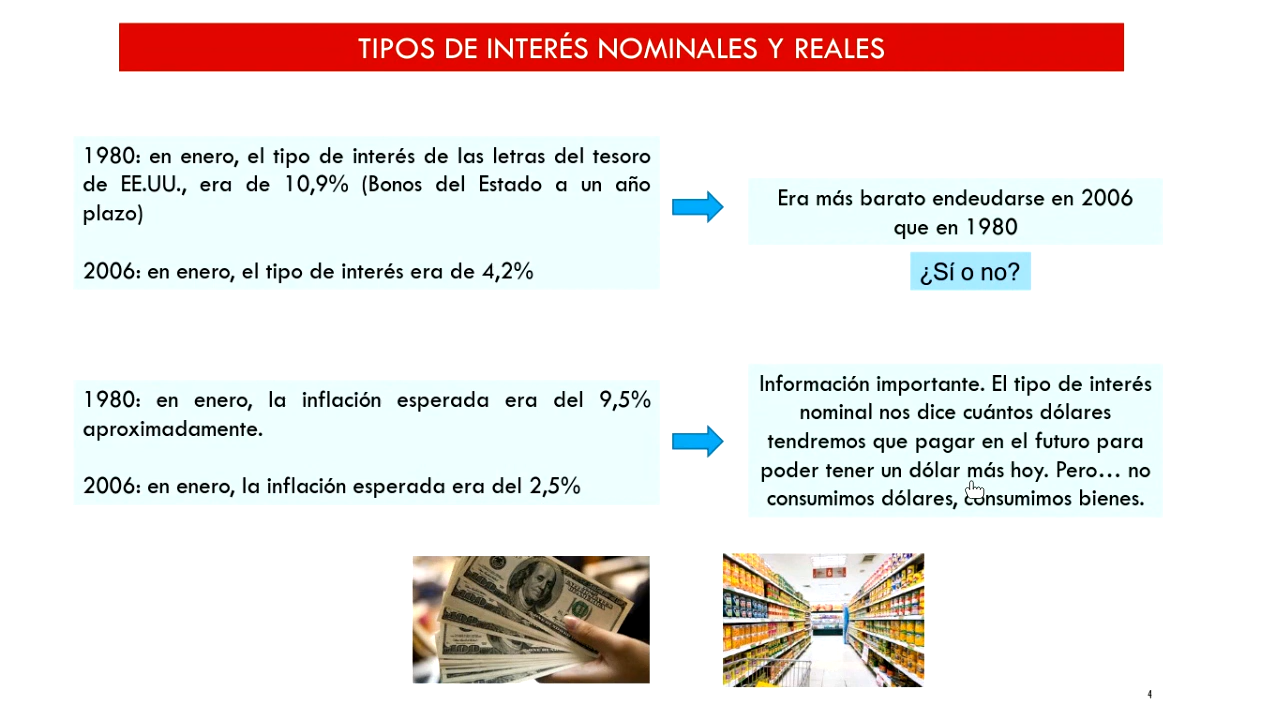 TIPOS DE INTERÉS NOMINALES Y REALES
1980: en enero, el tipo de interés de las letras del tesoro
de EE.UU., era de 10,9% (Bonos del Estado a un año
plazo)
2006: en enero, el tipo de interés era de 4,2%
Era más barato endeudarse en 2006
que en 1980
¿Sí o no?
1980: en enero, la inflación esperada era del 9,5%
aproximadamente.
2006: en enero, la inflación esperada era del 2,5%
Información importante. El tipo de interés
nominal nos dice cuántos dólares
tendremos que pagar en el futuro para
poder tener un dólar más hoy. Pero... no
consumimos dólares, consumimos bienes.
4